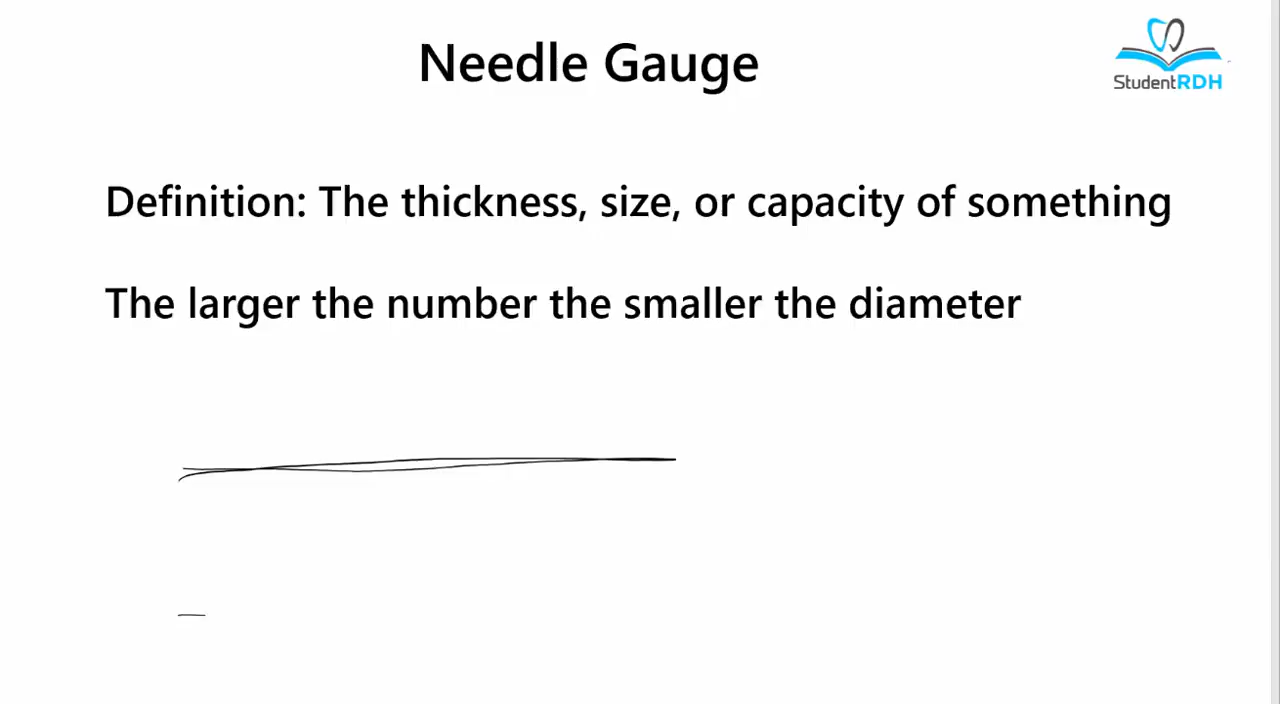 Needle Gauge
StudentRDH
Definition: The thickness, size, or capacity of something
The larger the number the smaller the diameter